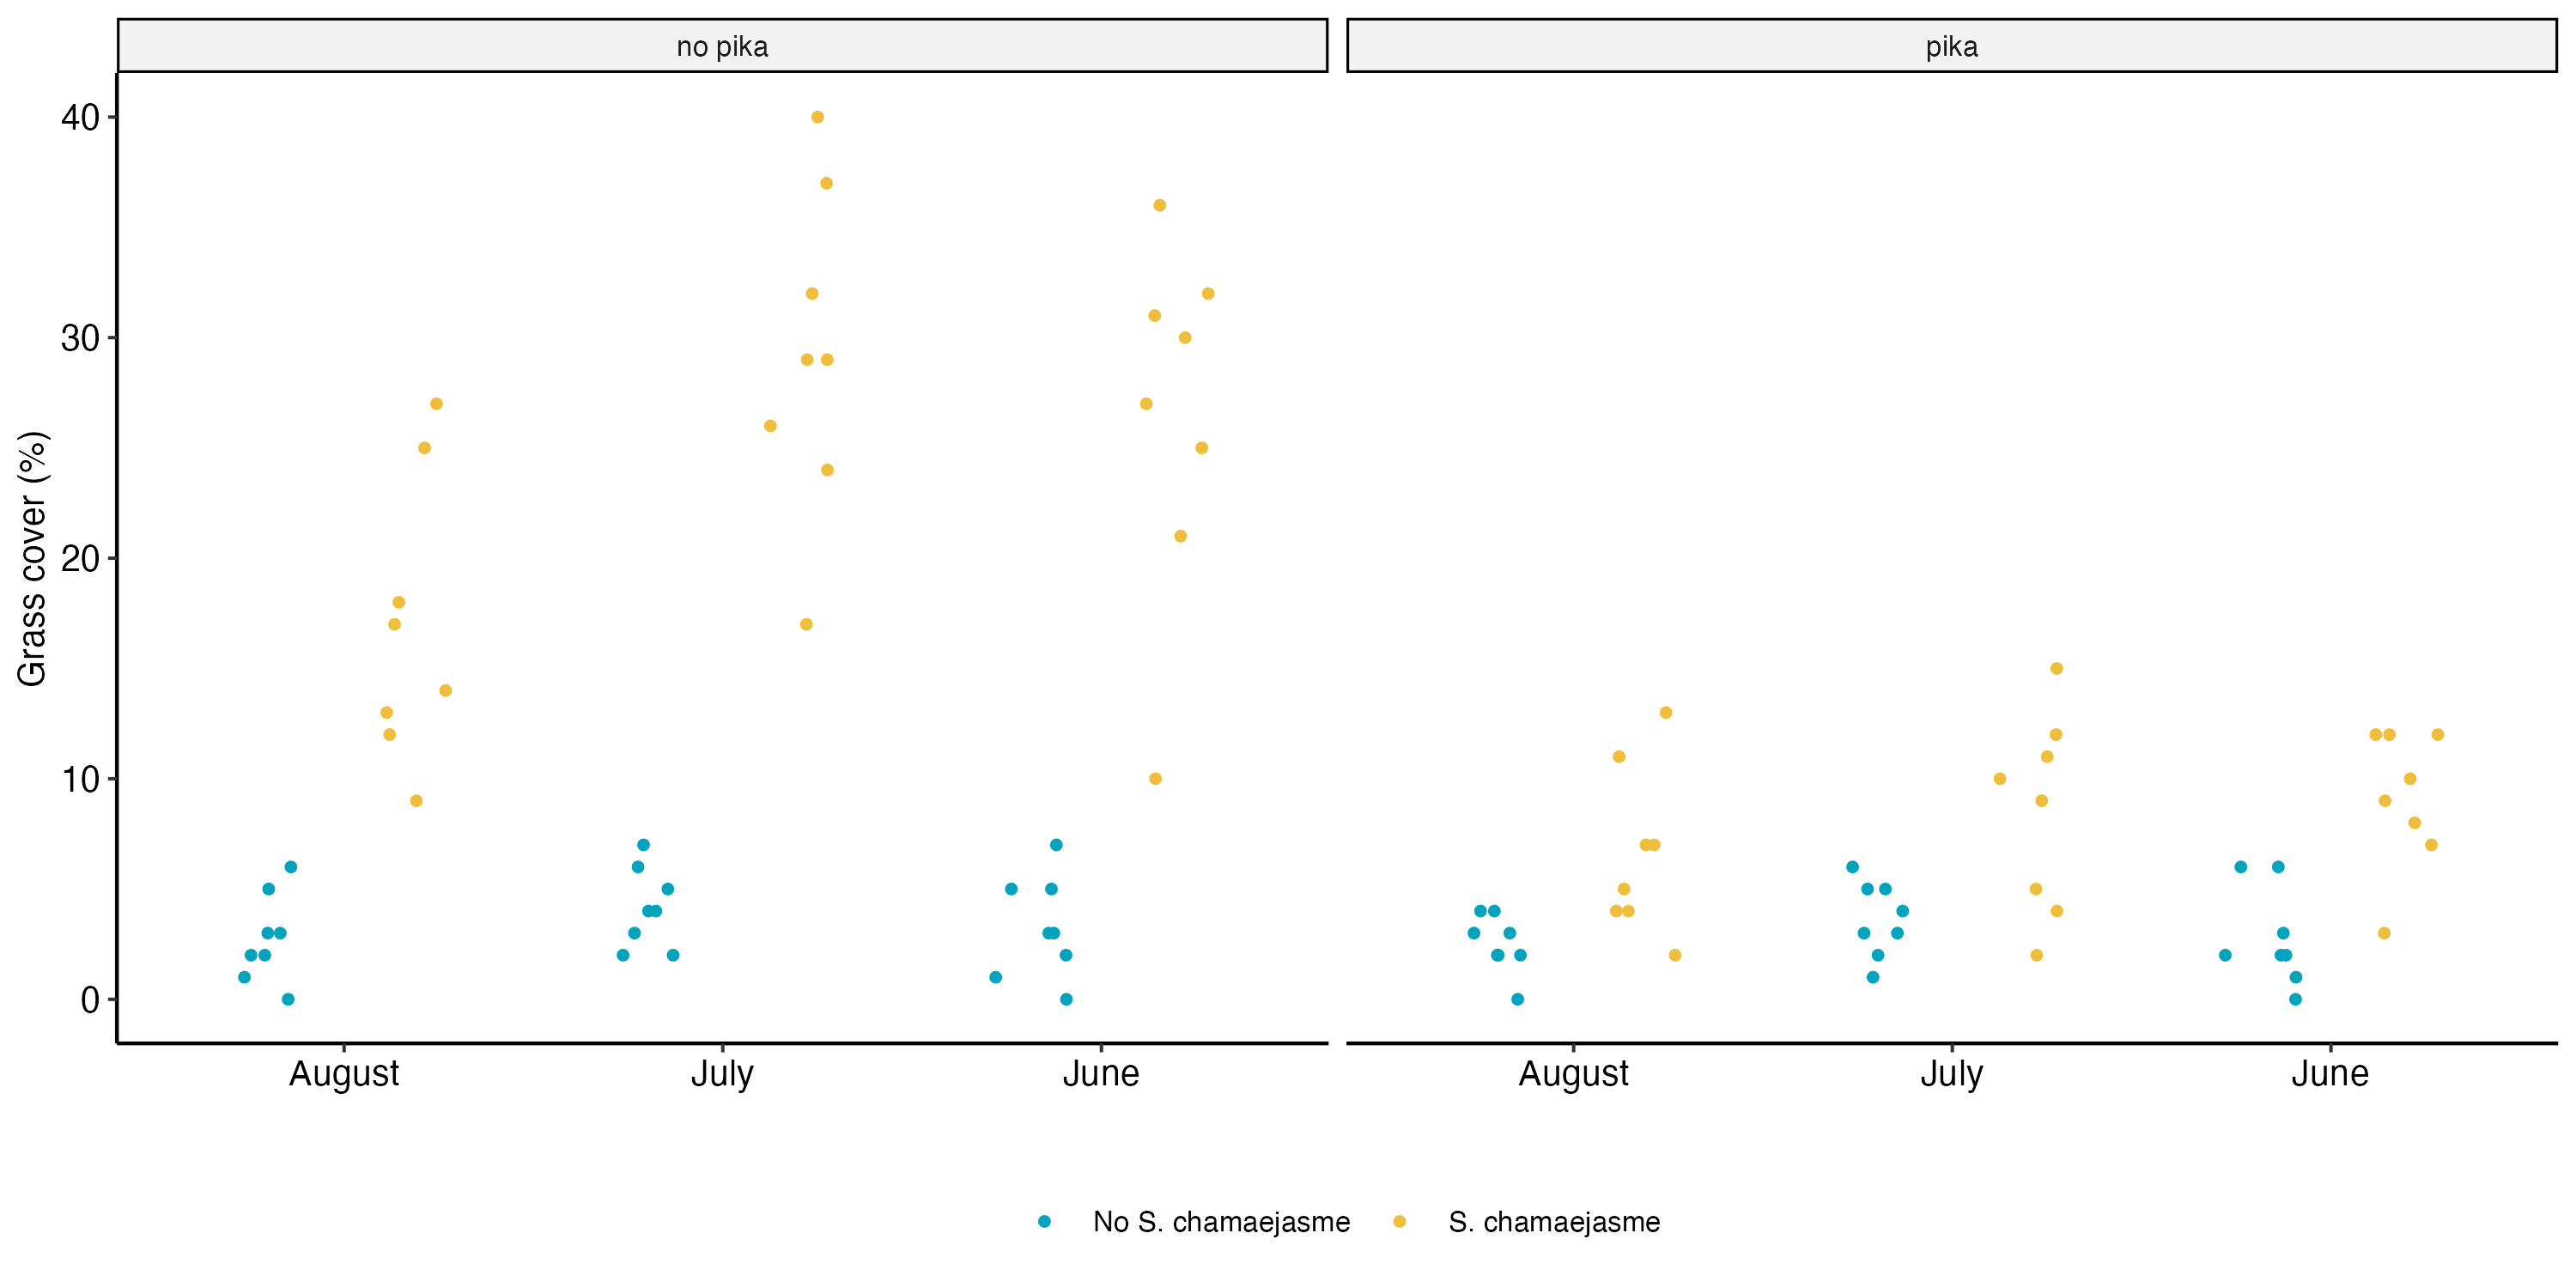 no pika
pika
Grass cover (%)
40
30
20
10
0
August
July
June
August
July
June
No S. chamaejasme
S. chamaejasme